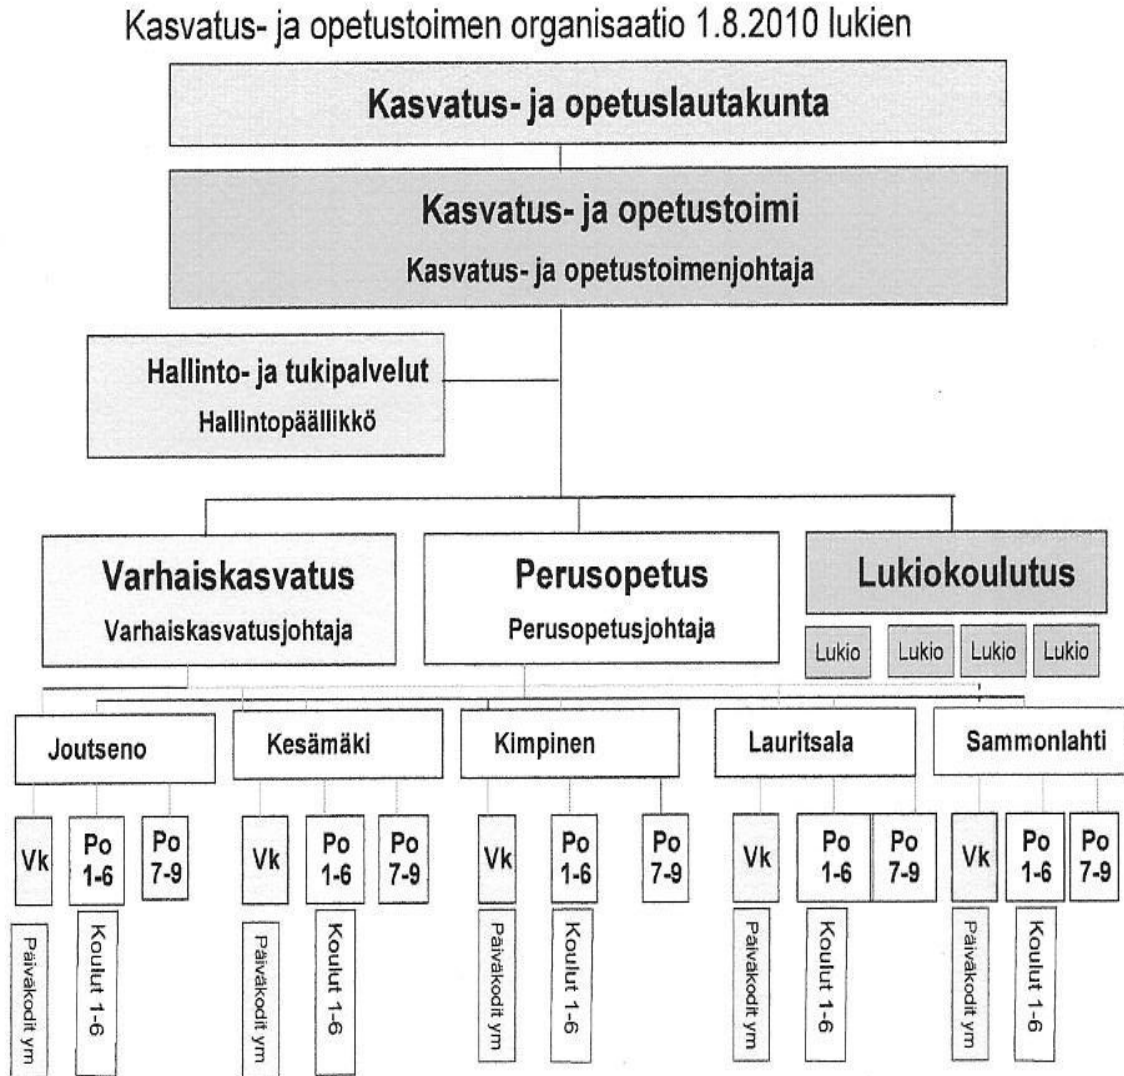 Kasvatus- ja opetustoimen organisaatio 1.8.2010 lukien
Kasvatus- ja opetuslautakunta
Kasvatus- ja opetustoimi
Kasvatus- ja opetustoimenjohtaja
Hallinto- ja tukipalvelut
Hallintopäällikkö
Varhaiskasvatus
Varhaiskasvatusjohtaja
Perusopetus
Perusopetusjohtaja
Lukiokoulutus
Lukio Lukio Lukio Lukio
Joutseno
Kesämäki
Kimpinen
Lauritsala
Sammonlahti
Vk
Po
1-6
Po
7-9
Vk
Po
1-6
Po
7-9
Vk
Po
1-6
Po
7-9
Vk
Po
1-6
Po
7-9
Vk
Po
1-6
Po
7-9
Päiväkodit ym
Koulut 1-6
Päiväkodit ym
Koulut 1-6
Päiväkodit ym
Koulut 1-6
Päiväkodit ym
Koulut 1-6
Päiväkodit ym
Koulut 1-6